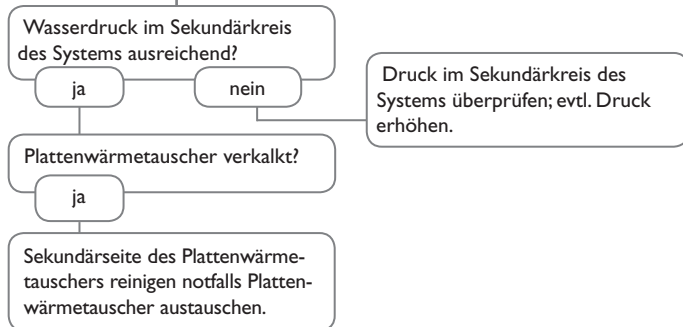 Wasserdruck im Sekundärkreis
des Systems ausreichend?
ja
nein
Druck im Sekundärkreis des
Systems überprüfen; evtl. Druck
erhöhen.
Plattenwärmetauscher verkalkt?
ja
Sekundärseite des Plattenwärme-
tauschers reinigen notfalls Platten-
wärmetauscher austauschen.